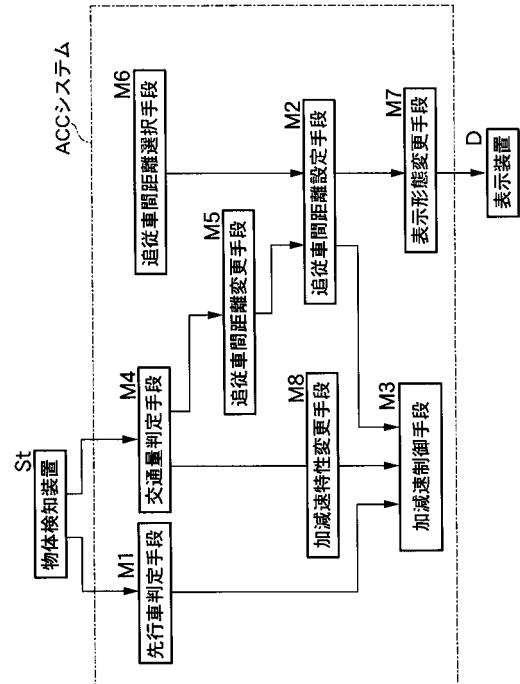 ACCシステム
St
物体検知装置
M1
先行車判定手段
M4
交通量判定手段
M5
追従車間距離変更手段
M6
追従車間距離選択手段
M8
加減速特性変更手段
M2
追従車間距離設定手段
M3
加減速制御手段
M7
表示形態変更手段
D
表示装置